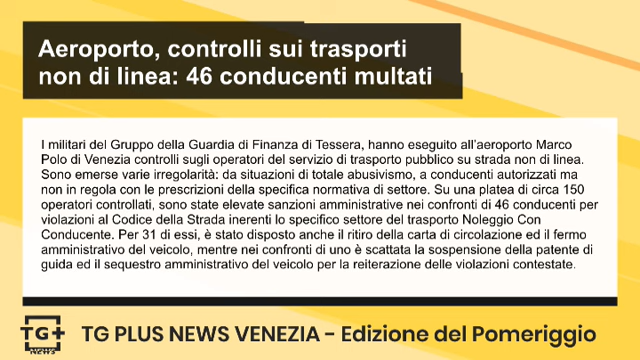 Aeroporto, controlli sui trasporti
non di linea: 46 conducenti multati
I militari del Gruppo della Guardia di Finanza di Tessera, hanno eseguito all'aeroporto Marco
Polo di Venezia controlli sugli operatori del servizio di trasporto pubblico su strada non di linea.
Sono emerse varie irregolarità: da situazioni di totale abusivismo, a conducenti autorizzati ma
non in regola con le prescrizioni della specifica normativa di settore. Su una platea di circa 150
operatori controllati, sono state elevate sanzioni amministrative nei confronti di 46 conducenti per
violazioni al Codice della Strada inerenti lo specifico settore del trasporto Noleggio Con
Conducente. Per 31 di essi, è stato disposto anche il ritiro della carta di circolazione ed il fermo
amministrativo del veicolo, mentre nei confronti di uno è scattata la sospensione della patente di
guida ed il sequestro amministrativo del veicolo per la reiterazione delle violazioni contestate.
TG+
NEWS
TG PLUS NEWS VENEZIA - Edizione del Pomeriggio